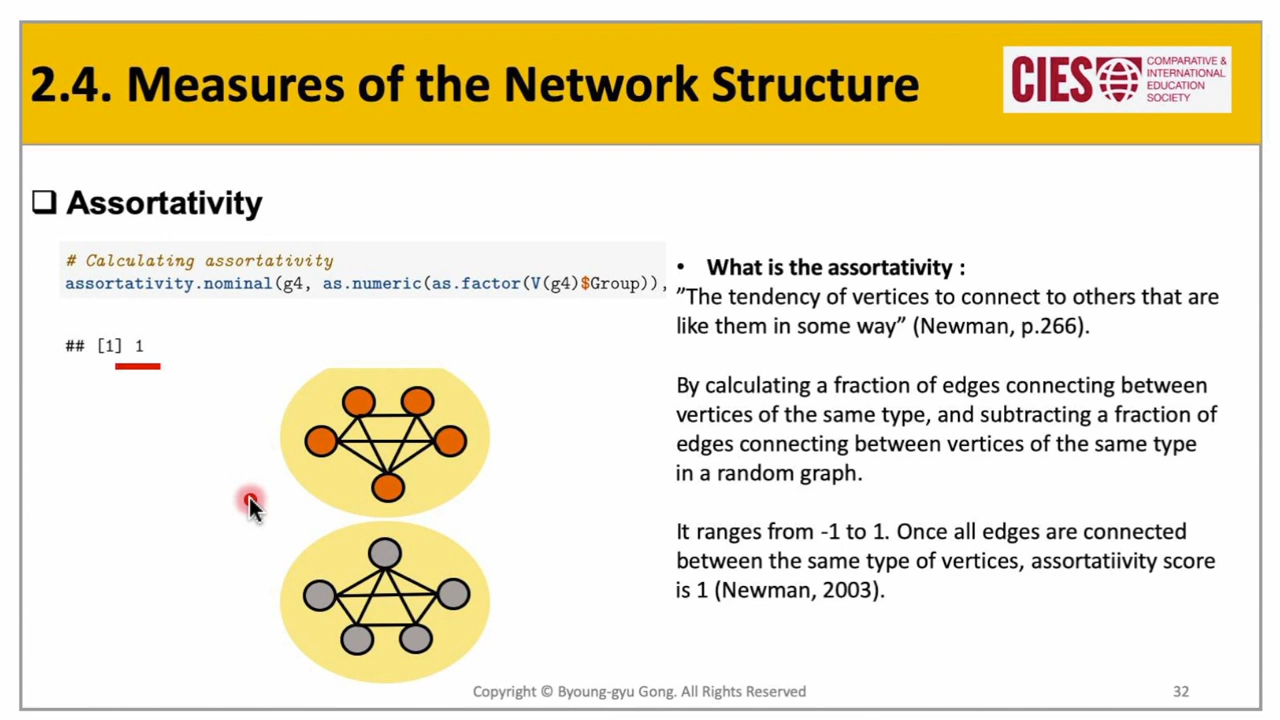 2.4. Measures of the Network Structure
CIES
COMPARATIVE &
INTERNATIONAL
EDUCATION
SOCIETY
Assortativity
# Calculating assortativity
assortativity.nominal(g4, as.numeric(as.factor(V(g4)$Group)),
## [1] 1
• What is the assortativity :
”The tendency of vertices to connect to others that are
like them in some way” (Newman, p.266).
By calculating a fraction of edges connecting between
vertices of the same type, and subtracting a fraction of
edges connecting between vertices of the same type
in a random graph.
It ranges from -1 to 1. Once all edges are connected
between the same type of vertices, assortatiivity score
is 1 (Newman, 2003).
Copyright © Byoung-gyu Gong. All Rights Reserved
32